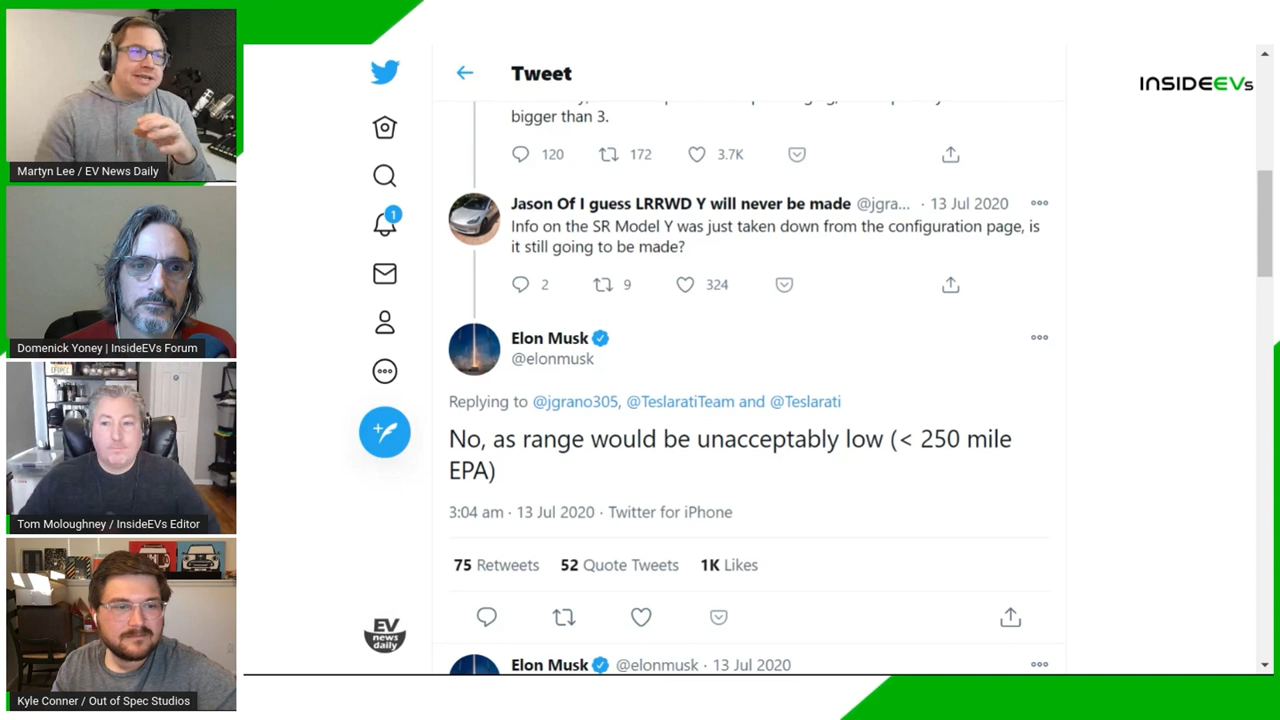 Martyn Lee / EV News Daily
Domenick Yoney | InsideEVs Forum
Tom Moloughney / InsideEVs Editor
Kyle Conner / Out of Spec Studios
INSIDEEVs
Tweet
bigger than 3.
120 172 3.7K
Jason Of I guess LRRWD Y will never be made @jgra... · 13 Jul 2020
Info on the SR Model Y was just taken down from the configuration page, is
it still going to be made?
2 9 324
1
Elon Musk
@elonmusk
Replying to @jgrano305, @TeslaratiTeam and @Teslarati
No, as range would be unacceptably low (< 250 mile
EPA)
3:04 am · 13 Jul 2020 · Twitter for iPhone
75 Retweets 52 Quote Tweets 1K Likes
EV
news
daily
Elon Musk @elonmusk · 13 Jul 2020